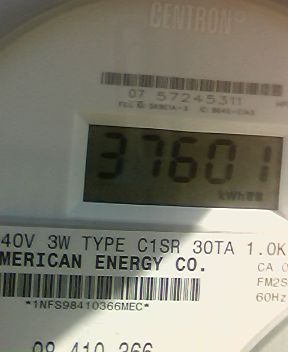 CENTRON®
07 57245311
37601
kWh
40V 3W TYPE C1SR 30TA 1.0K
MERICAN ENERGY CO.
CA 0
FM2S
60Hz
*1NFS98410366MEC*
98 410 366